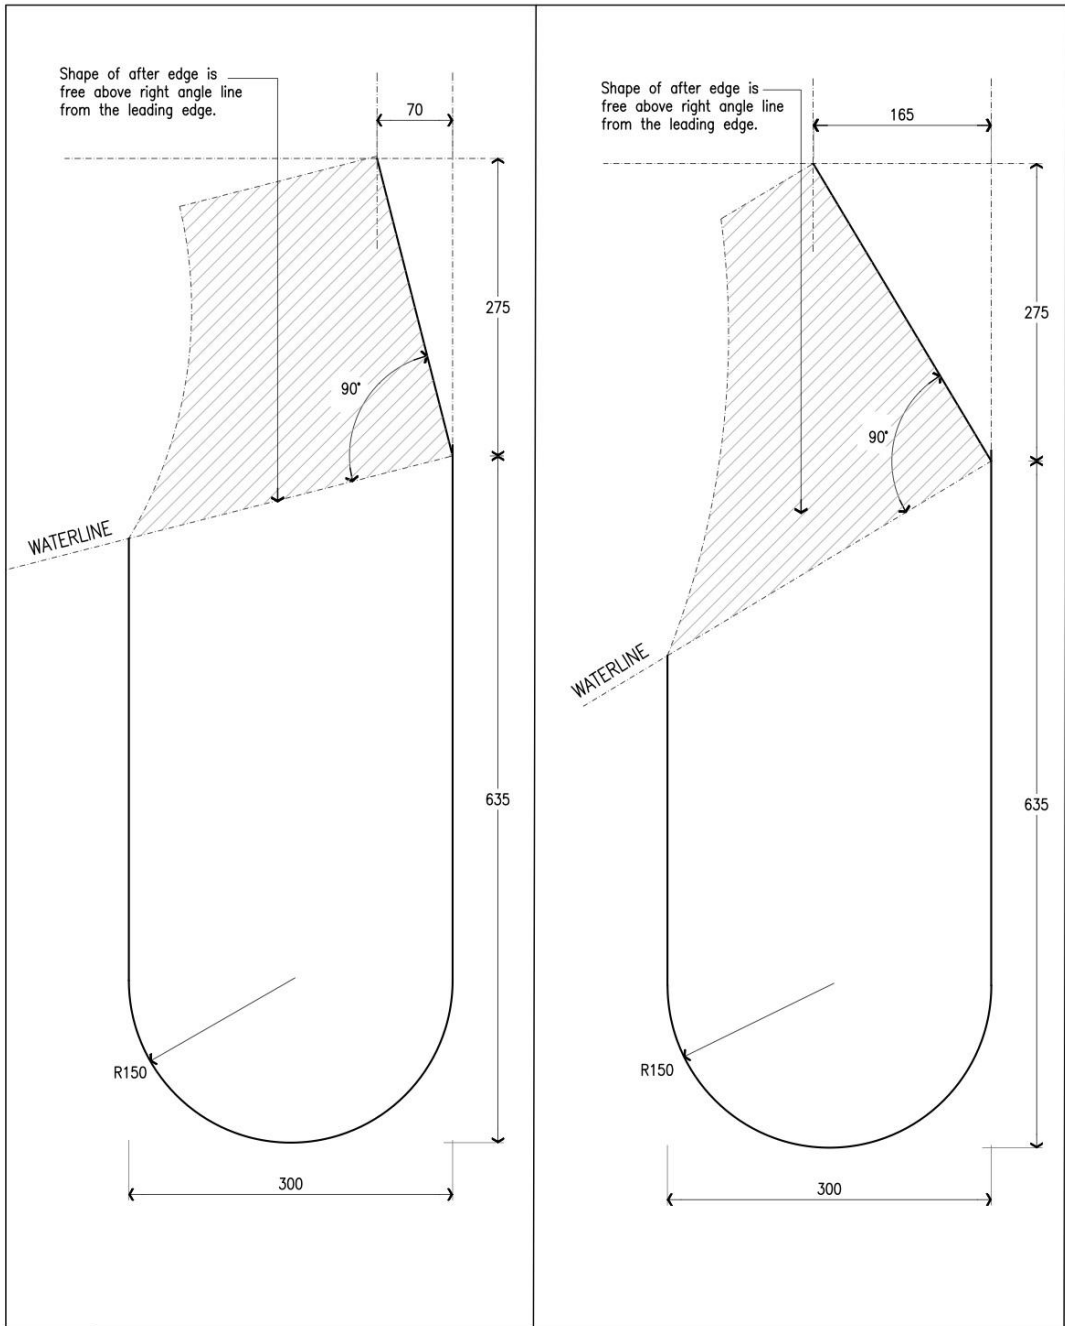 Shape of after edge is
free above right angle line
from the leading edge.
70
275
90°
WATERLINE
635
R150
300
Shape of after edge is
free above right angle line
from the leading edge.
165
275
90°
WATERLINE
635
R150
300